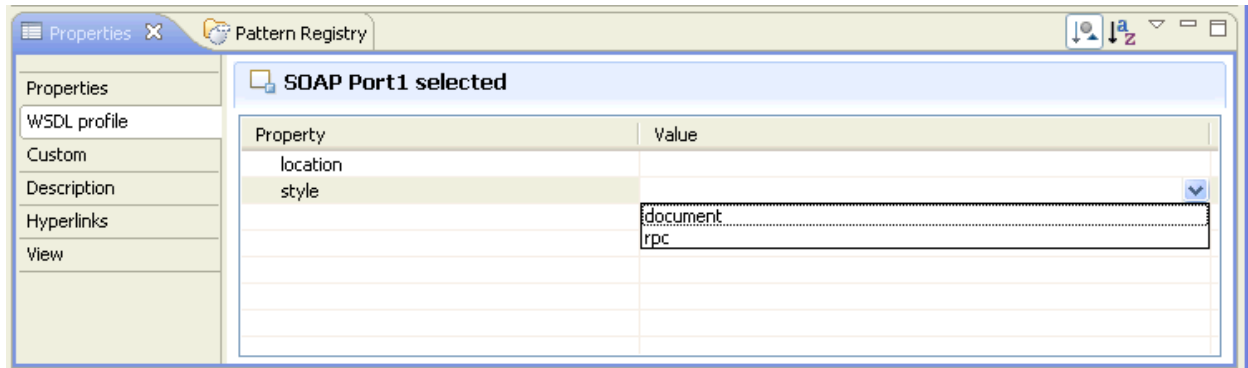 Properties Pattern Registry
SOAP Port1 selected
Properties
WSDL profile
Custom
Description
Hyperlinks
View
Property Value
location
style
document
rpc